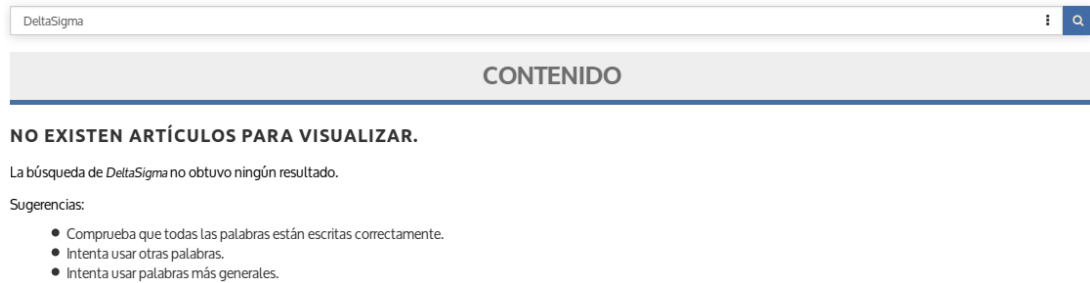 DeltaSigma
CONTENIDO
NO EXISTEN ARTÍCULOS PARA VISUALIZAR.
La búsqueda de DeltaSigma no obtuvo ningún resultado.
Sugerencias:
● Comprueba que todas las palabras están escritas correctamente.
● Intenta usar otras palabras.
● Intenta usar palabras más generales.